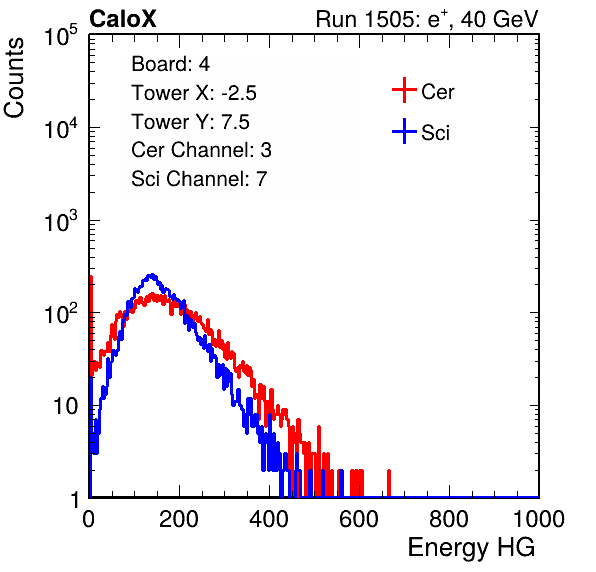 CaloX Run 1505: e⁺, 40 GeV
Counts
10⁵
10⁴
10³
10²
10
1
Board: 4
Tower X: -2.5
Tower Y: 7.5
Cer Channel: 3
Sci Channel: 7
Cer
Sci
0 200 400 600 800 1000
Energy HG